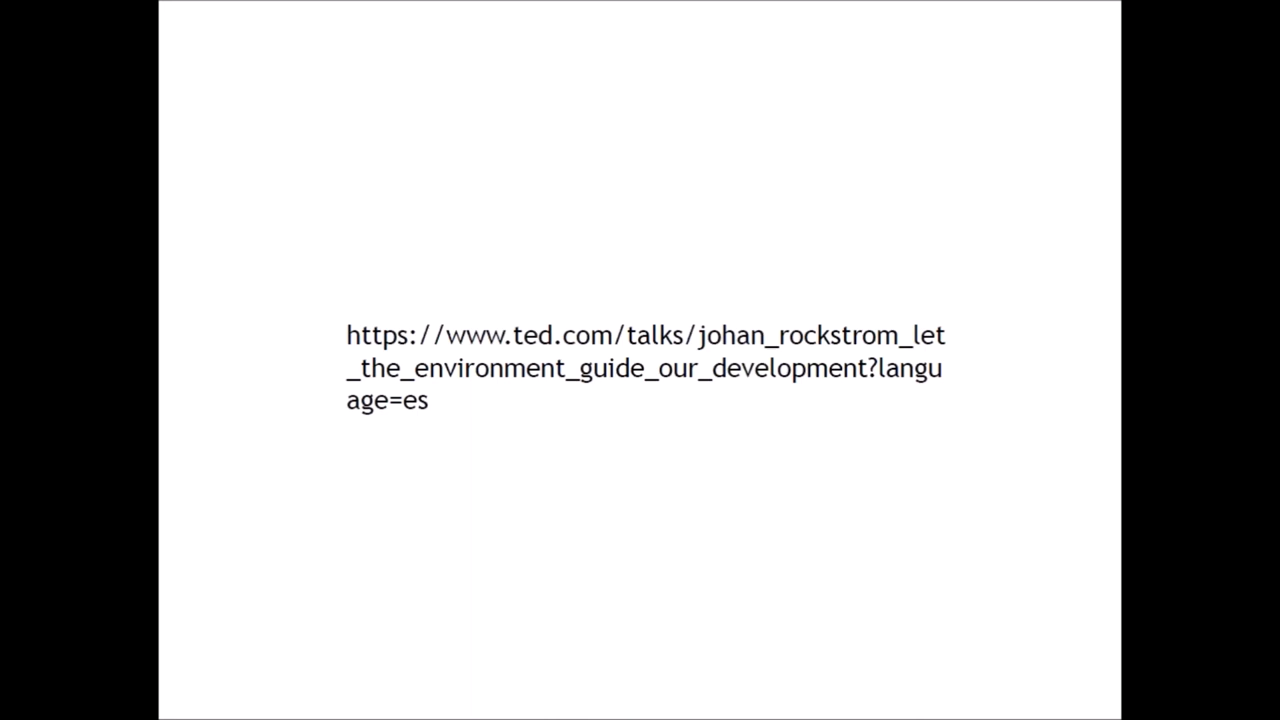 https://www.ted.com/talks/johan_rockstrom_let
_the_environment_guide_our_development?langu
age=es